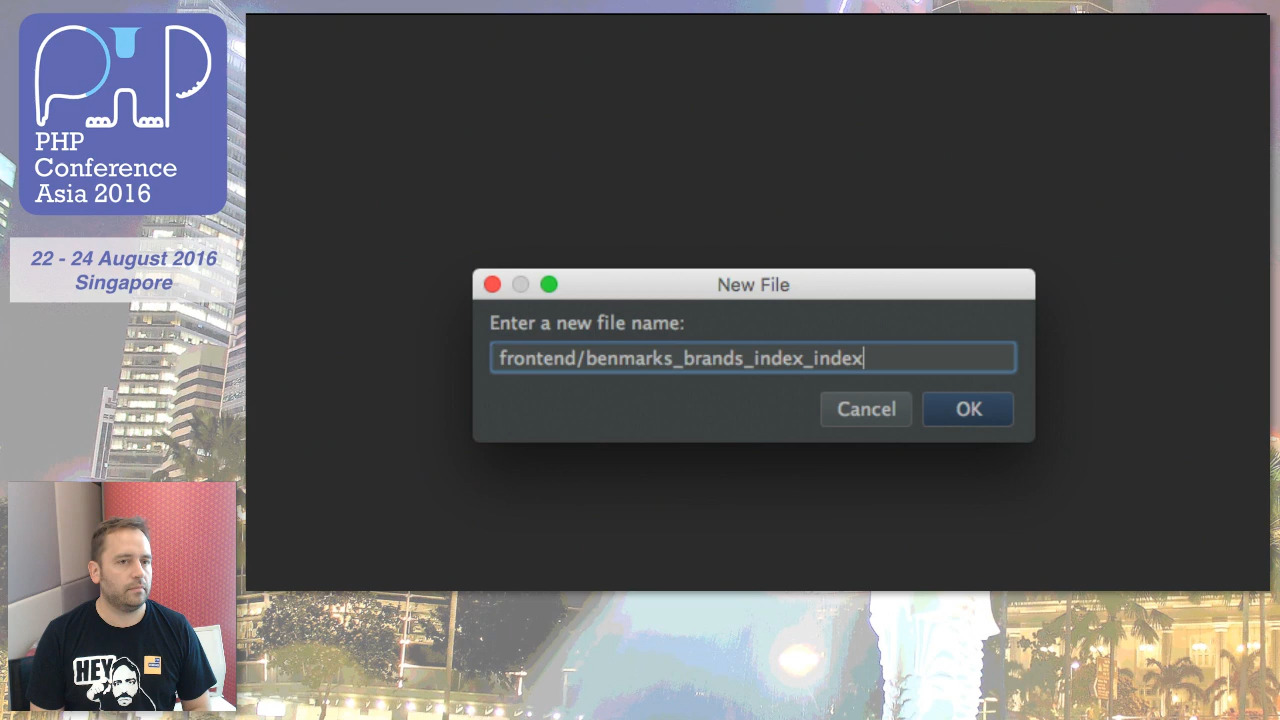 PHP
PHP
Conference
Asia 2016
22 - 24 August 2016
Singapore
New File
Enter a new file name:
frontend/benmarks_brands_index_index
Cancel
OK
HEY